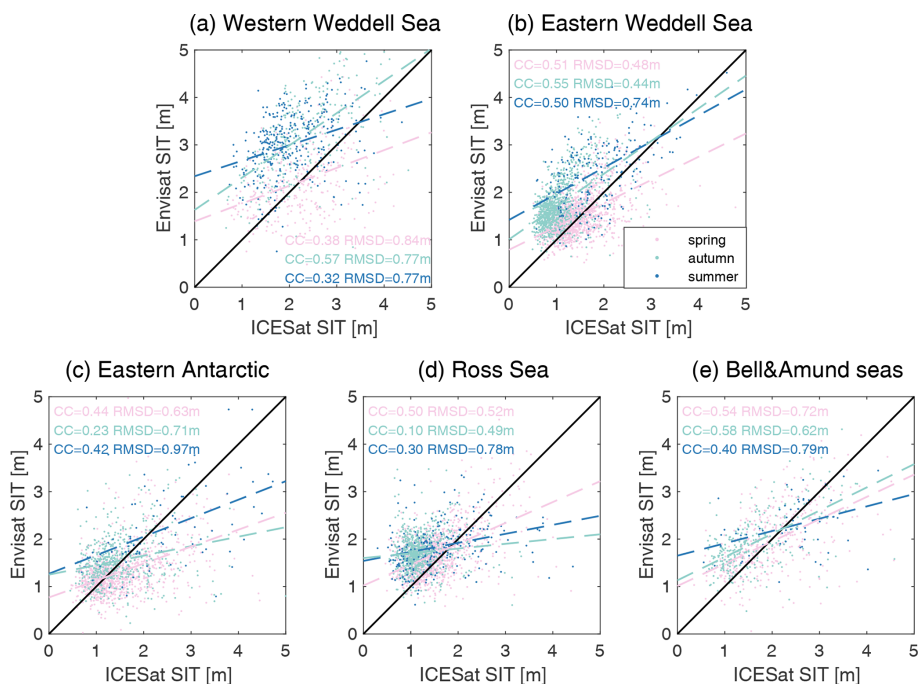 (a) Western Weddell Sea
5
4
3
2
1
0
Envisat SIT [m]
CC=0.38 RMSD=0.84m
CC=0.57 RMSD=0.77m
CC=0.32 RMSD=0.77m
0 1 2 3 4 5
ICESat SIT [m]
(b) Eastern Weddell Sea
5
4
3
2
1
0
Envisat SIT [m]
CC=0.51 RMSD=0.48m
CC=0.55 RMSD=0.44m
CC=0.50 RMSD=0.74m
spring
autumn
summer
0 1 2 3 4 5
ICESat SIT [m]
(c) Eastern Antarctic
5
4
3
2
1
0
Envisat SIT [m]
CC=0.44 RMSD=0.63m
CC=0.23 RMSD=0.71m
CC=0.42 RMSD=0.97m
0 1 2 3 4 5
ICESat SIT [m]
(d) Ross Sea
5
4
3
2
1
0
Envisat SIT [m]
CC=0.50 RMSD=0.52m
CC=0.10 RMSD=0.49m
CC=0.30 RMSD=0.78m
0 1 2 3 4 5
ICESat SIT [m]
(e) Bell&Amund seas
5
4
3
2
1
0
Envisat SIT [m]
CC=0.54 RMSD=0.72m
CC=0.58 RMSD=0.62m
CC=0.40 RMSD=0.79m
0 1 2 3 4 5
ICESat SIT [m]